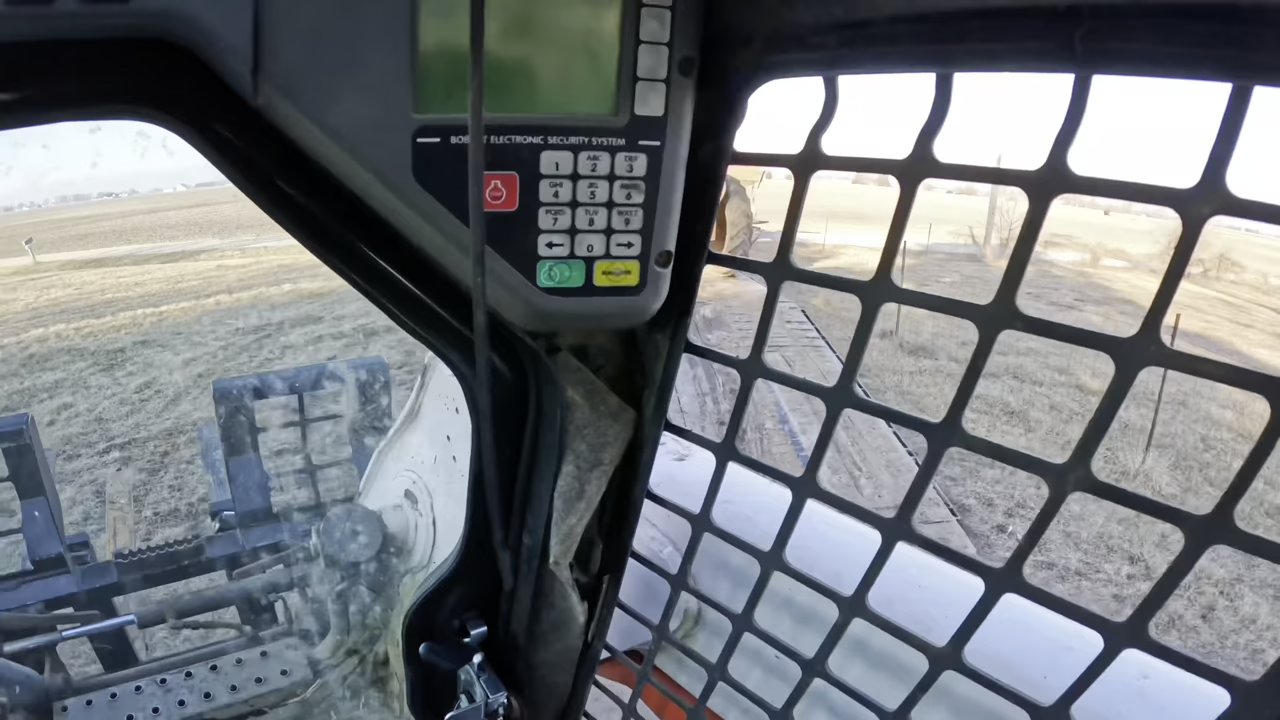 ELECTRONIC SECURITY SYSTEM
1 ABC 2 DEF 3
STOP
GHI 4 JKL 5 MNO 6
PQRS 7 TUV 8 WXYZ 9
0